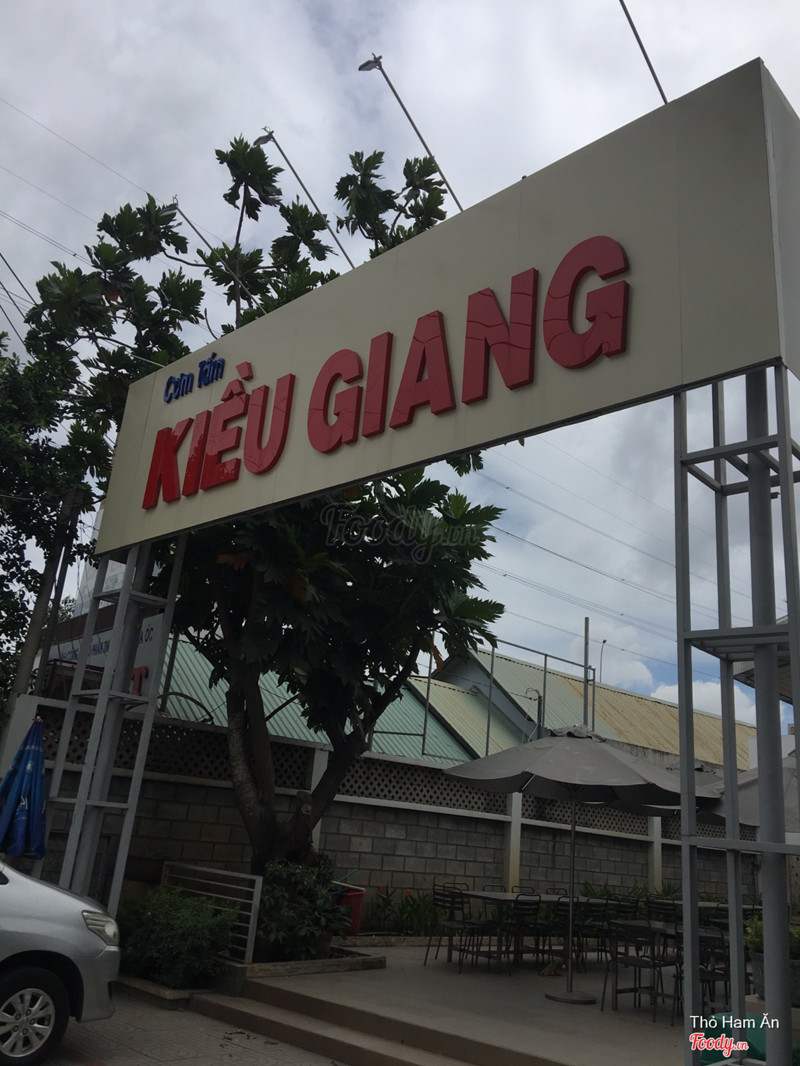 Cơm Tấm
KIỀU GIANG
Foody.vn
Thỏ Ham Ăn
Foody.vn